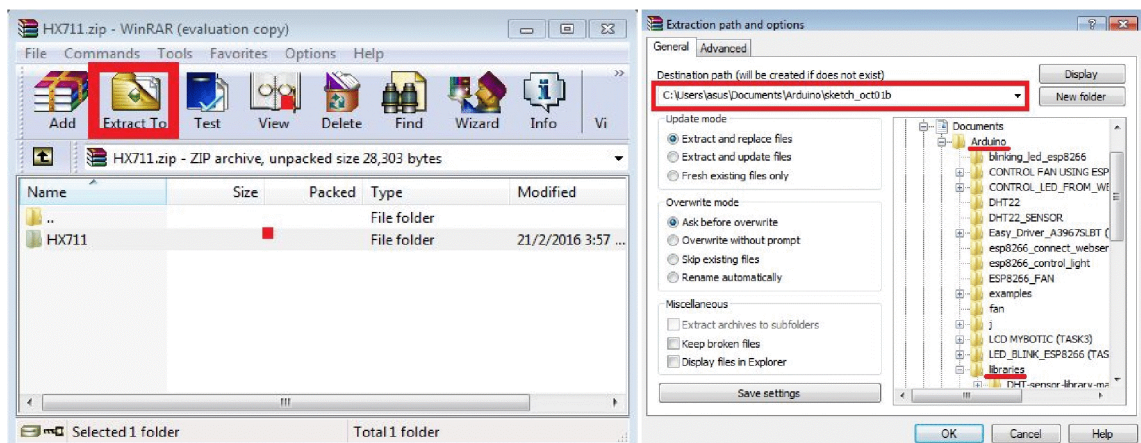 HX711.zip - WinRAR (evaluation copy)
File Commands Tools Favorites Options Help
Add Extract To Test View Delete Find Wizard Info Vi
HX711.zip - ZIP archive, unpacked size 28,303 bytes
Name Size Packed Type Modified
.. File folder
HX711 File folder 21/2/2016 3:57 ...
Selected 1 folder Total 1 folder
Extraction path and options
General Advanced
Destination path (will be created if does not exist)
Display
C:\Users\asus\Documents\Arduino\sketch_oct01b
New folder
Update mode
Extract and replace files
Extract and update files
Fresh existing files only
Overwrite mode
Ask before overwrite
Overwrite without prompt
Skip existing files
Rename automatically
Miscellaneous
Extract archives to subfolders
Keep broken files
Display files in Explorer
Save settings
Documents
Arduino
blinking_led_esp8266
CONTROL FAN USING ESP
CONTROL_LED_FROM_WE
DHT22
DHT22_SENSOR
Easy_Driver_A3967SLBT (
esp8266_connect_webser
esp8266_control_light
ESP8266_FAN
examples
fan
j
LCD MYBOTIC (TASK3)
LED_BLINK_ESP8266 (TAS
libraries
DHT-sensor-library-ma
OK Cancel Help